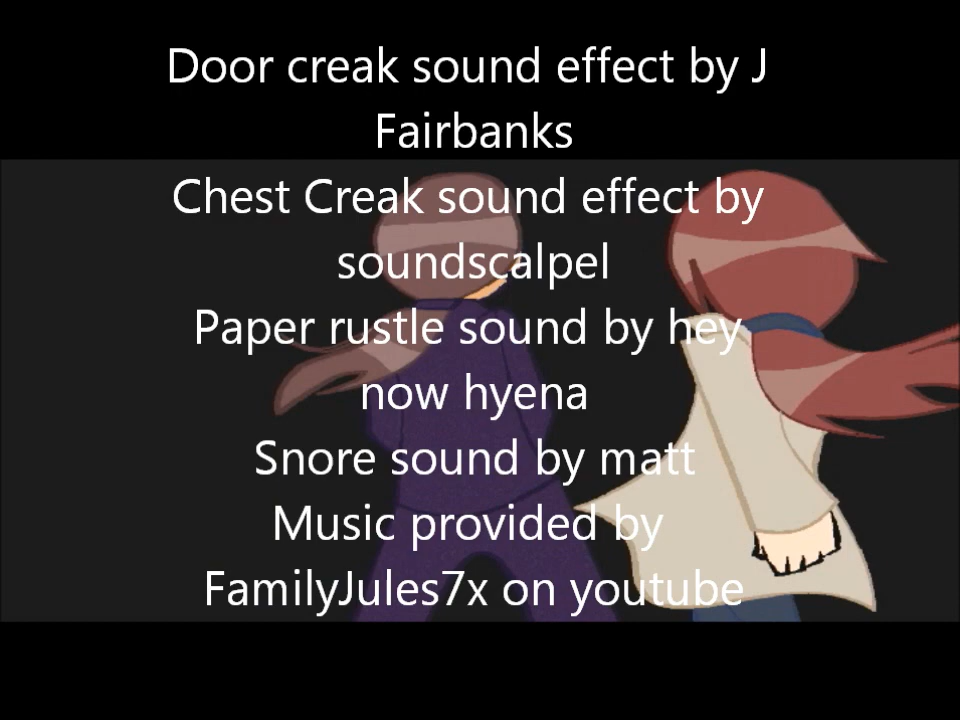 Door creak sound effect by J
Fairbanks
Chest Creak sound effect by
soundscalpel
Paper rustle sound by hey
now hyena
Snore sound by matt
Music provided by
FamilyJules7x on youtube